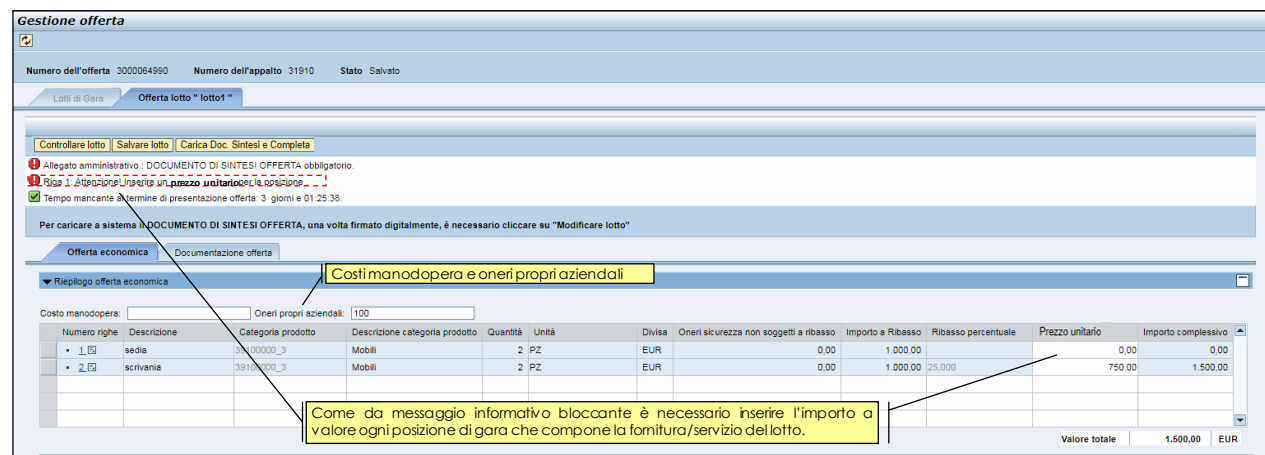 Gestione offerta
Numero dell'offerta 3000064990 Numero dell'appalto 31910 Stato Salvato
Lotti di Gara Offerta lotto " lotto1 "
Controllare lotto Salvare lotto Carica Doc. Sintesi e Completa
Allegato amministrativo : DOCUMENTO DI SINTESI OFFERTA obbligatorio.
Riga 1: Attenzione! Inserire un prezzo unitario per la posizione
Tempo mancante al termine di presentazione offerta: 3 giorni e 01:25:38.
Per caricare a sistema il DOCUMENTO DI SINTESI OFFERTA, una volta firmato digitalmente, è necessario cliccare su "Modificare lotto"
Offerta economica Documentazione offerta
Costi manodopera e oneri propri aziendali
Riepilogo offerta economica
Costo manodopera: Oneri propri aziendali: 100
Numero righe Descrizione Categoria prodotto Descrizione categoria prodotto Quantità Unità Divisa Oneri sicurezza non soggetti a ribasso Importo a Ribasso Ribasso percentuale Prezzo unitario Importo complessivo
1 sedia 39100000_3 Mobili 2 PZ EUR 0,00 1.000,00 0,00 0,00
2 scrivania 39100000_3 Mobili 2 PZ EUR 0,00 1.000,00 25,000 750,00 1.500,00
Come da messaggio informativo bloccante è necessario inserire l'importo a
valore ogni posizione di gara che compone la fornitura/servizio del lotto.
Valore totale 1.500,00 EUR